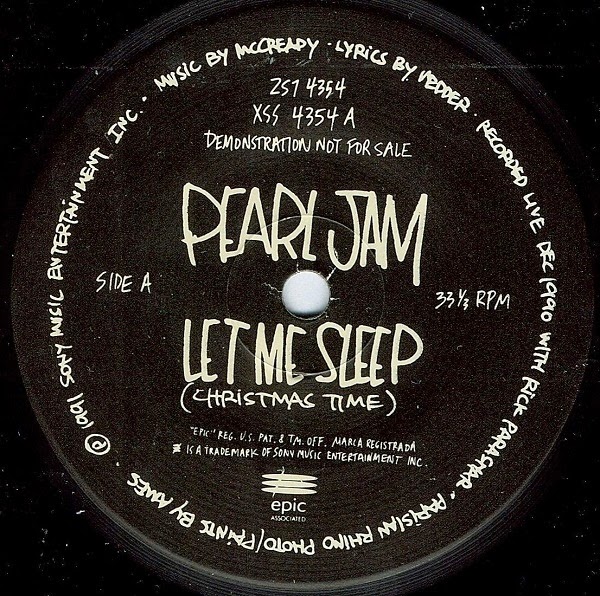 ℗ 1991 SONY MUSIC ENTERTAINMENT INC. · MUSIC BY MCCREADY · LYRICS BY VEDDER · RECORDED LIVE DEC 1990 WITH RICK PARASHAR · PARISIAN RHINO PHOTO/PAINTS BY AMES ·
ZS7 4354
XSS 4354 A
DEMONSTRATION NOT FOR SALE
PEARL JAM
SIDE A
33 1/3 RPM
LET ME SLEEP
(CHRISTMAS TIME)
"EPIC" REG. U.S. PAT. & TM. OFF. MARCA REGISTRADA
IS A TRADEMARK OF SONY MUSIC ENTERTAINMENT INC.
epic
ASSOCIATED